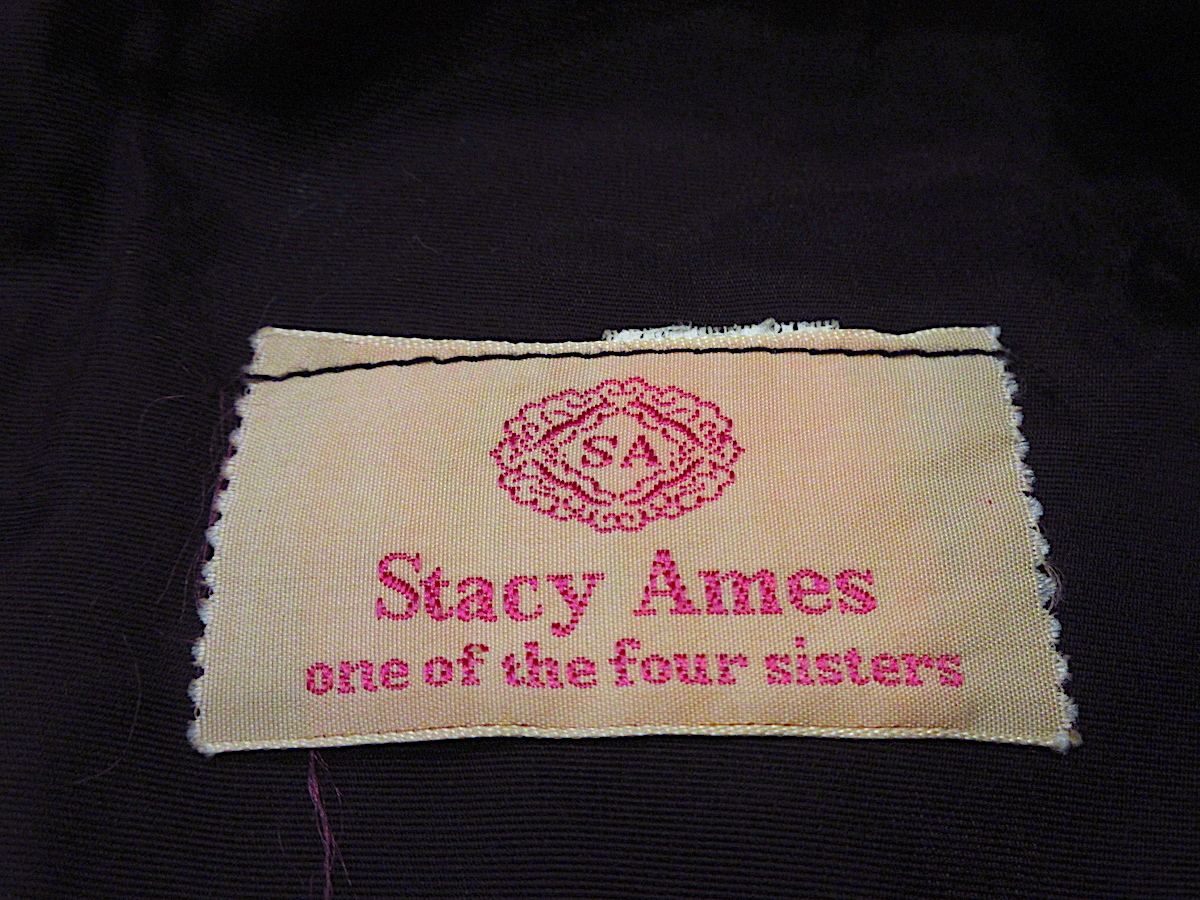 SA
Stacy Ames
one of the four sisters